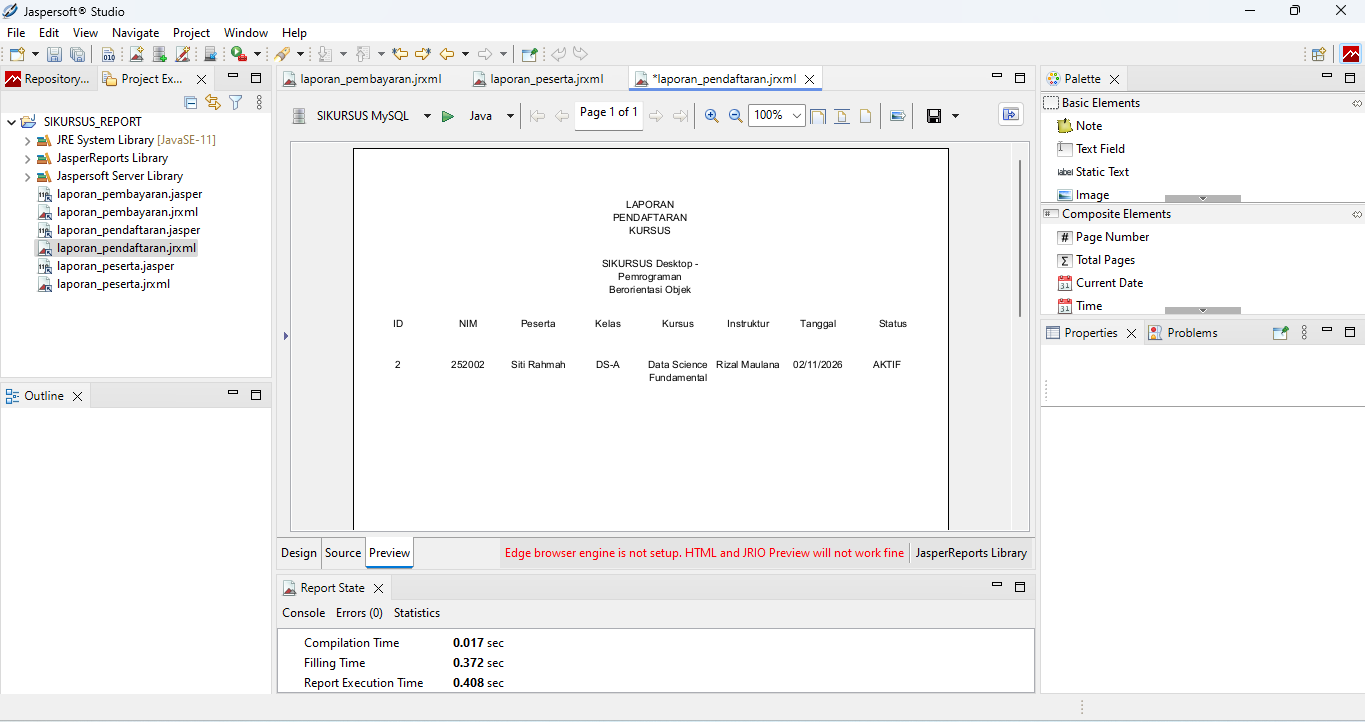 Jaspersoft® Studio
File Edit View Navigate Project Window Help
Repository... Project Ex...
SIKURSUS_REPORT
JRE System Library [JavaSE-11]
JasperReports Library
Jaspersoft Server Library
laporan_pembayaran.jasper
laporan_pembayaran.jrxml
laporan_pendaftaran.jasper
laporan_pendaftaran.jrxml
laporan_peserta.jasper
laporan_peserta.jrxml
Outline
laporan_pembayaran.jrxml laporan_peserta.jrxml *laporan_pendaftaran.jrxml
SIKURSUS MySQL Java Page 1 of 1 100%
LAPORAN
PENDAFTARAN
KURSUS
SIKURSUS Desktop -
Pemrograman
Berorientasi Objek
ID NIM Peserta Kelas Kursus Instruktur Tanggal Status
2 252002 Siti Rahmah DS-A Data Science Rizal Maulana 02/11/2026 AKTIF
Fundamental
Design Source Preview Edge browser engine is not setup. HTML and JRIO Preview will not work fine JasperReports Library
Report State
Console Errors (0) Statistics
Compilation Time 0.017 sec
Filling Time 0.372 sec
Report Execution Time 0.408 sec
Palette
Basic Elements
Note
Text Field
label Static Text
Image
Composite Elements
# Page Number
Σ Total Pages
31 Current Date
31 Time
Properties Problems